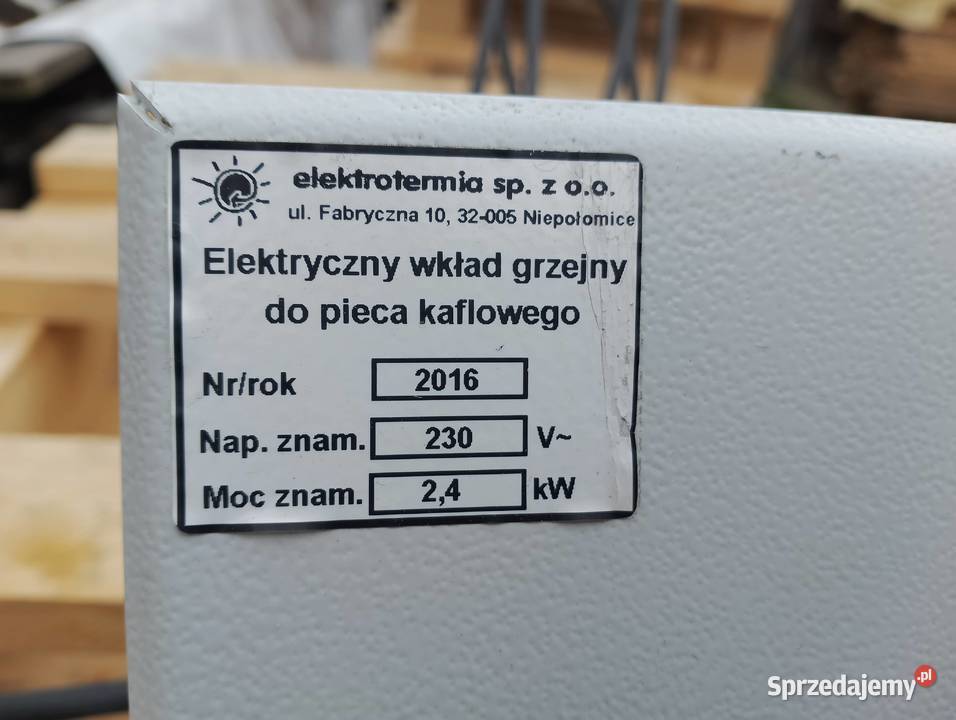 elektrotermia sp. z o.o.
ul. Fabryczna 10, 32-005 Niepołomice
Elektryczny wkład grzejny
do pieca kaflowego
Nr/rok 2016
Nap. znam. 230 V~
Moc znam. 2,4 kW
Sprzedajemy.pl